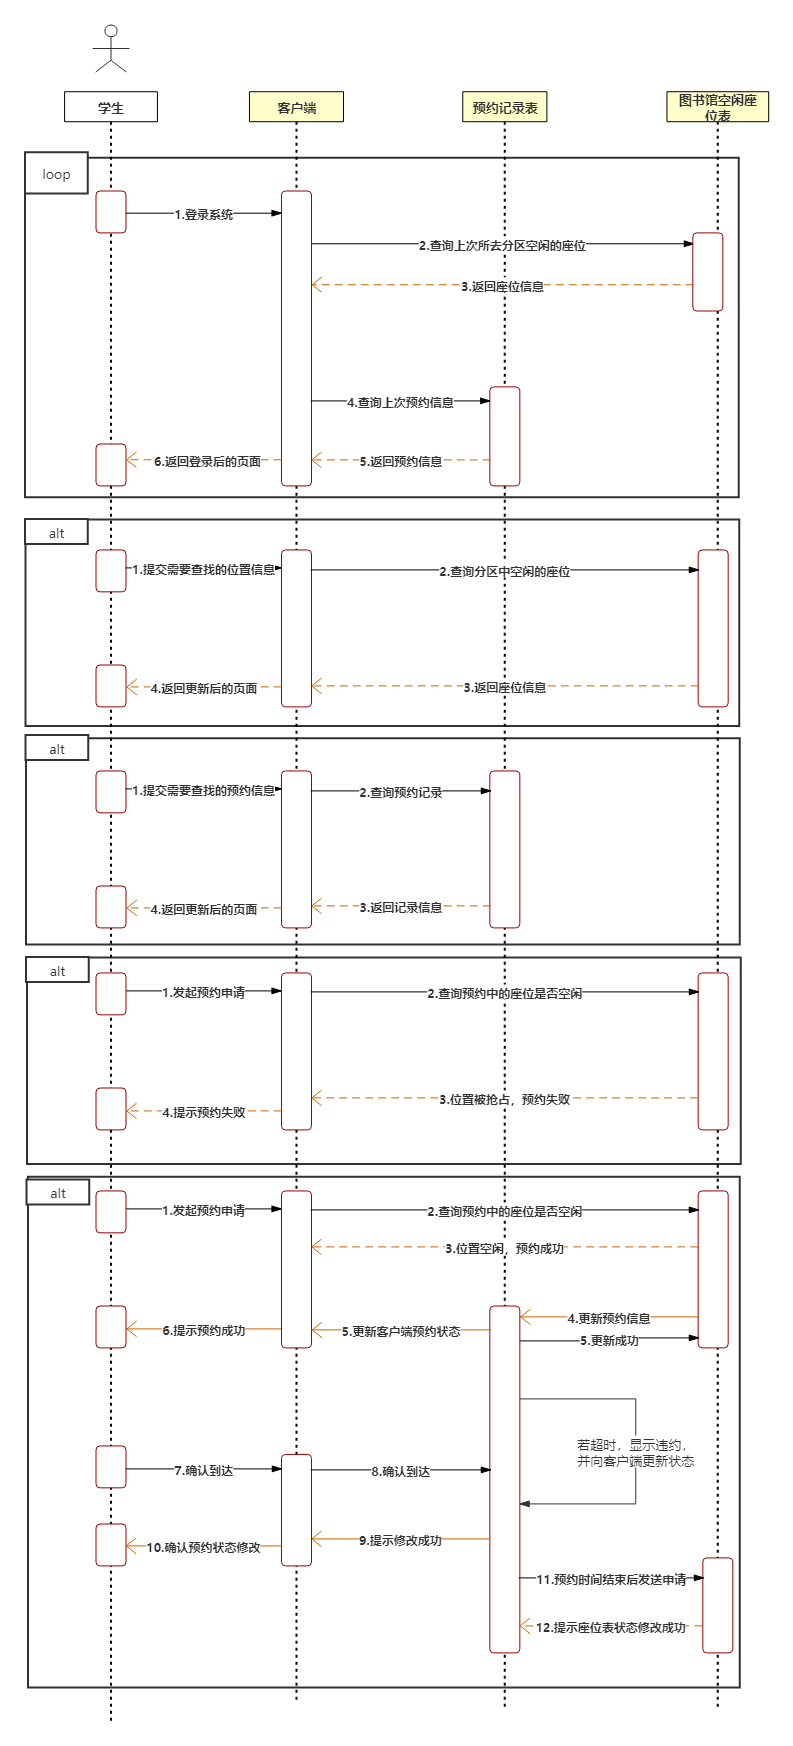 学生
客户端
预约记录表
图书馆空闲座
位表
loop
1.登录系统
2.查询上次所去分区空闲的座位
3.返回座位信息
4.查询上次预约信息
6.返回登录后的页面
5.返回预约信息
alt
1.提交需要查找的位置信息
2.查询分区中空闲的座位
4.返回更新后的页面
3.返回座位信息
alt
1.提交需要查找的预约信息
2.查询预约记录
4.返回更新后的页面
3.返回记录信息
alt
1.发起预约申请
2.查询预约中的座位是否空闲
3.位置被抢占，预约失败
4.提示预约失败
alt
1.发起预约申请
2.查询预约中的座位是否空闲
3.位置空闲，预约成功
4.更新预约信息
6.提示预约成功
5.更新客户端预约状态
5.更新成功
若超时，显示违约，
并向客户端更新状态
7.确认到达
8.确认到达
9.提示修改成功
10.确认预约状态修改
11.预约时间结束后发送申请
12.提示座位表状态修改成功